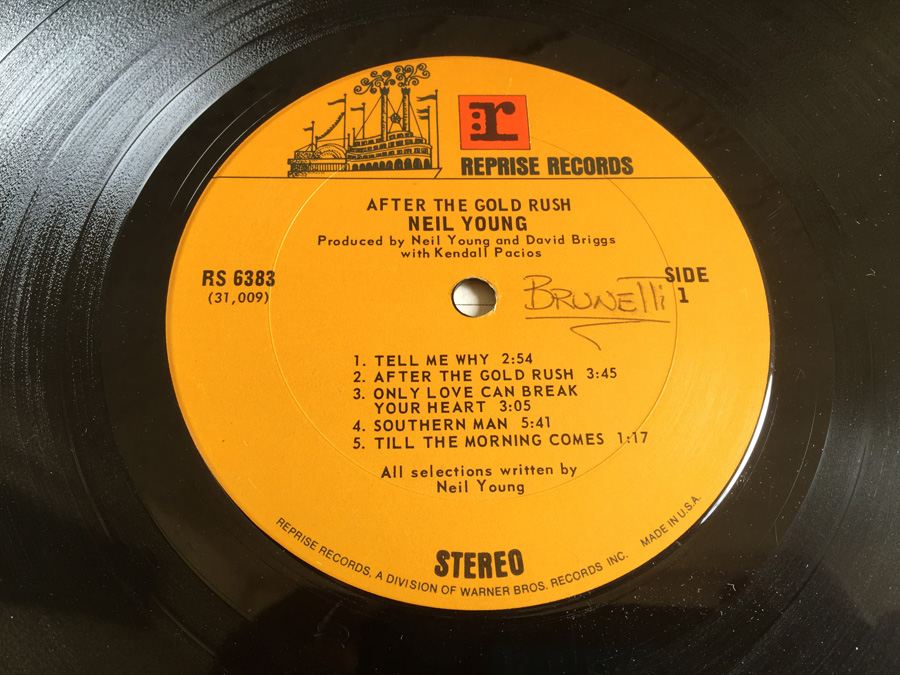 r
REPRISE RECORDS
AFTER THE GOLD RUSH
NEIL YOUNG
Produced by Neil Young and David Briggs
with Kendall Pacios
RS 6383
(31,009)
BRUNETTi
SIDE
1
1. TELL ME WHY 2:54
2. AFTER THE GOLD RUSH 3:45
3. ONLY LOVE CAN BREAK
YOUR HEART 3:05
4. SOUTHERN MAN 5:41
5. TILL THE MORNING COMES 1:17
All selections written by
Neil Young
STEREO
REPRISE RECORDS, A DIVISION OF WARNER BROS. RECORDS INC. MADE IN U.S.A.